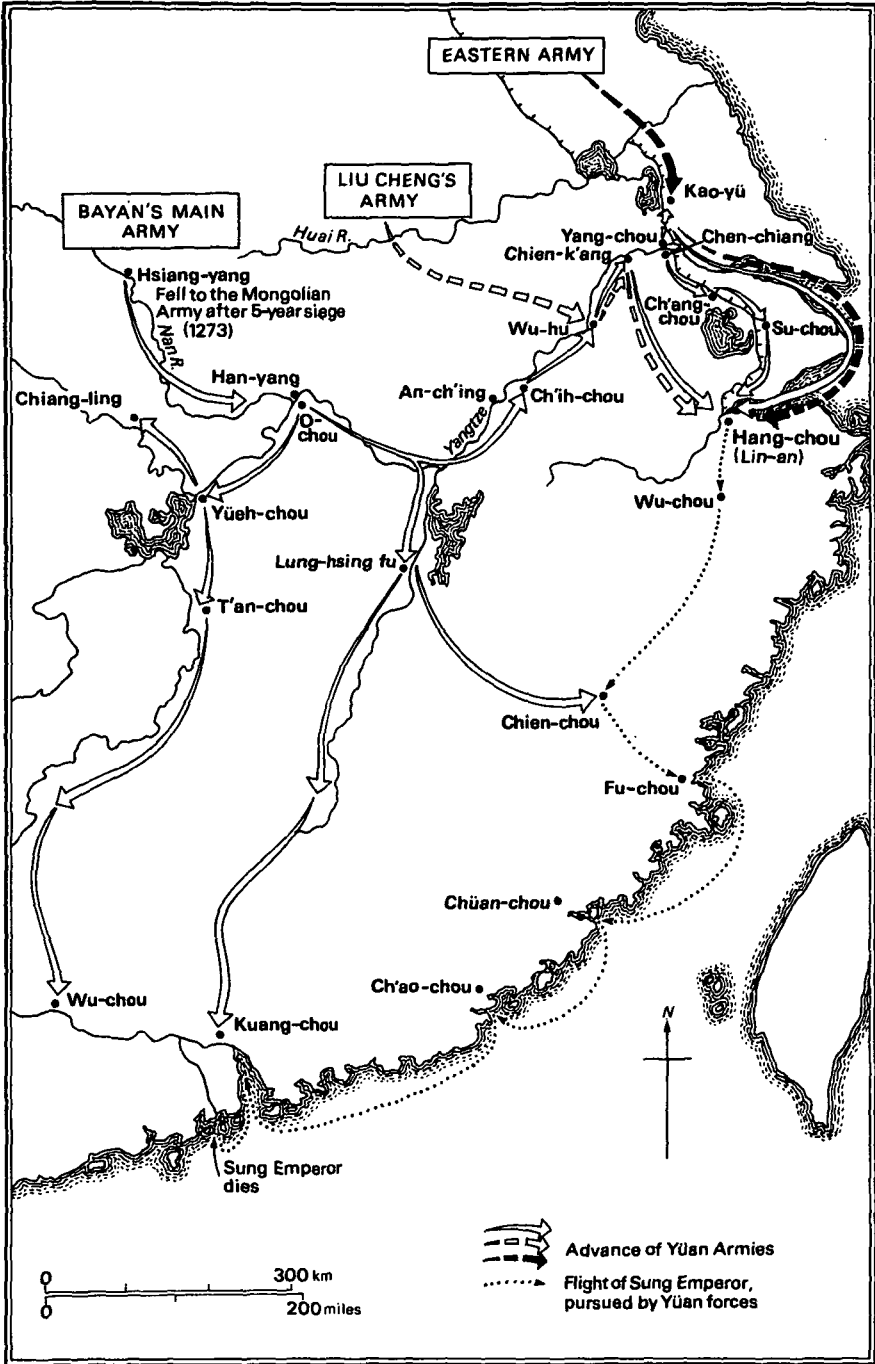 EASTERN ARMY
LIU CHENG'S
ARMY
BAYAN'S MAIN
ARMY
Kao-yü
Huai R.
Yang-chou
Chen-chiang
Chien-k'ang
Hsiang-yang
Fell to the Mongolian
Army after 5-year siege
(1273)
Nan R.
Ch'ang-
chou
Su-chou
Wu-hu
Han-yang
Chiang-ling
An-ch'ing
Ch'ih-chou
O-
chou
Yangtze
Hang-chou
(Lin-an)
Wu-chou
Yüeh-chou
Lung-hsing fu
T'an-chou
Chien-chou
Fu-chou
Chüan-chou
Ch'ao-chou
Wu-chou
Kuang-chou
N
Sung Emperor
dies
Advance of Yüan Armies
Flight of Sung Emperor,
pursued by Yüan forces
0 300 km
0 200 miles